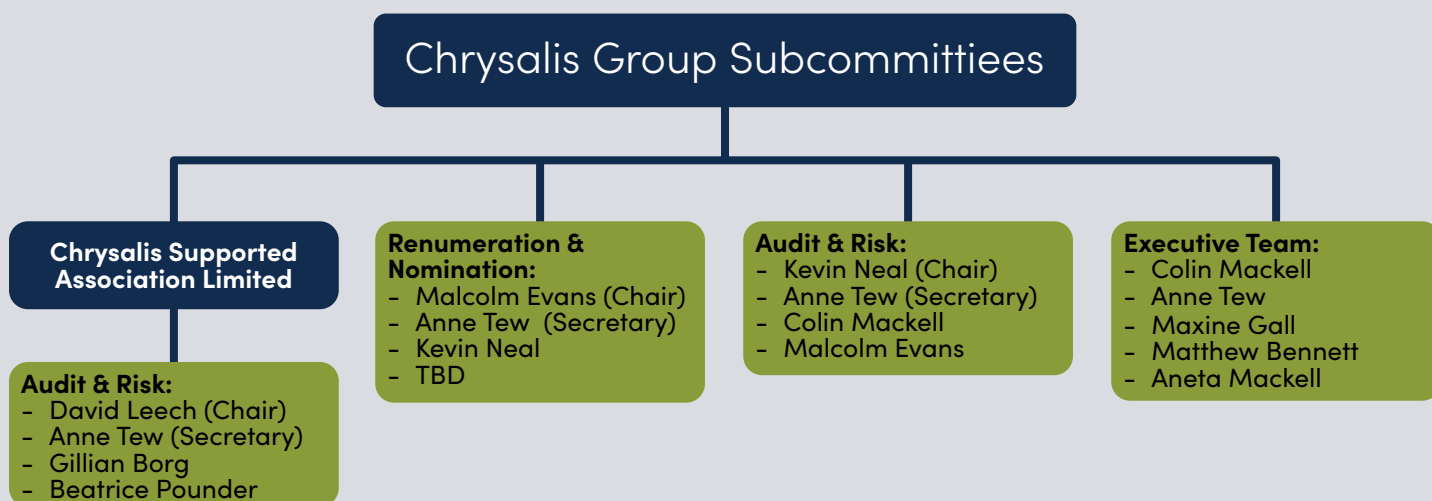 Chrysalis Group Subcommittiees
Chrysalis Supported
Association Limited
Audit & Risk:
- David Leech (Chair)
- Anne Tew (Secretary)
- Gillian Borg
- Beatrice Pounder
Renumeration &
Nomination:
- Malcolm Evans (Chair)
- Anne Tew (Secretary)
- Kevin Neal
- TBD
Audit & Risk:
- Kevin Neal (Chair)
- Anne Tew (Secretary)
- Colin Mackell
- Malcolm Evans
Executive Team:
- Colin Mackell
- Anne Tew
- Maxine Gall
- Matthew Bennett
- Aneta Mackell